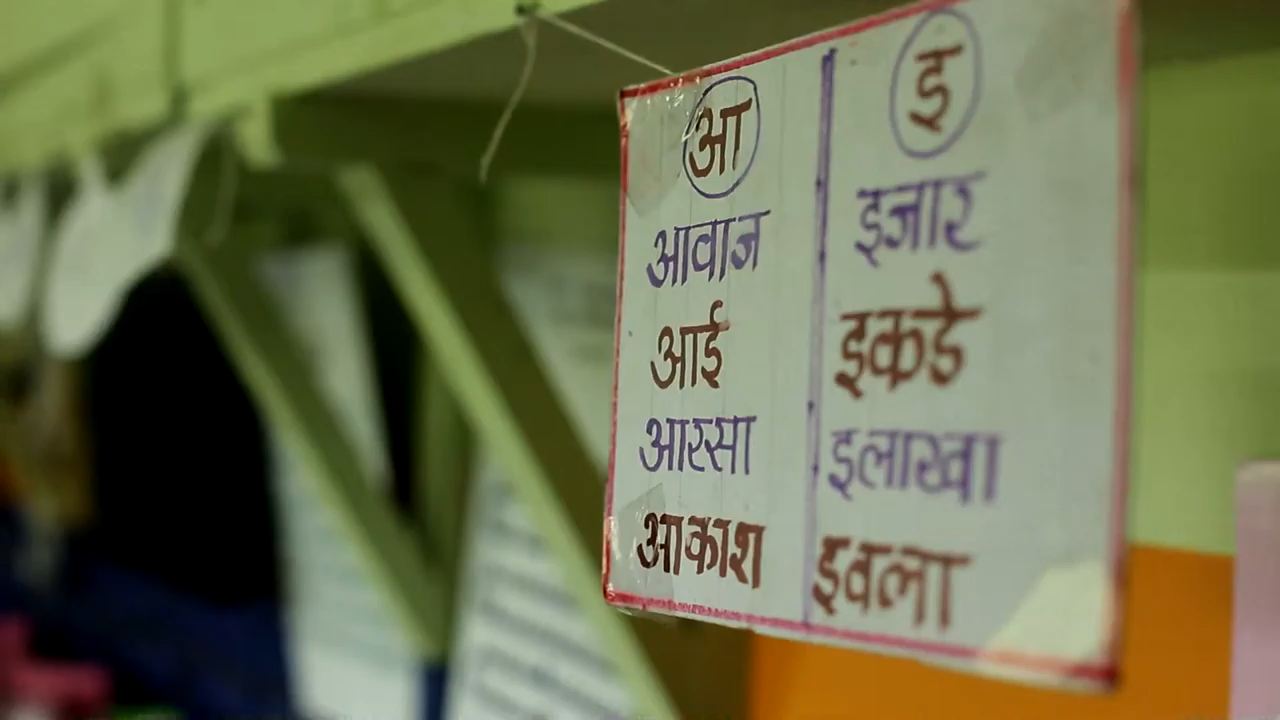 आ
आवाज
आई
आरसा
आकाश
इ
इजार
इकडे
इलाखा
इवला